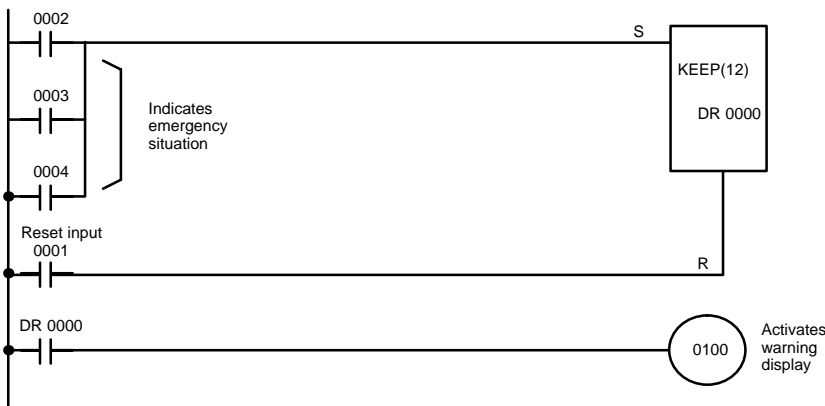 0002
S
KEEP(12)
0003
Indicates
emergency
situation
DR 0000
0004
Reset input
0001
R
DR 0000
0100
Activates
warning
display